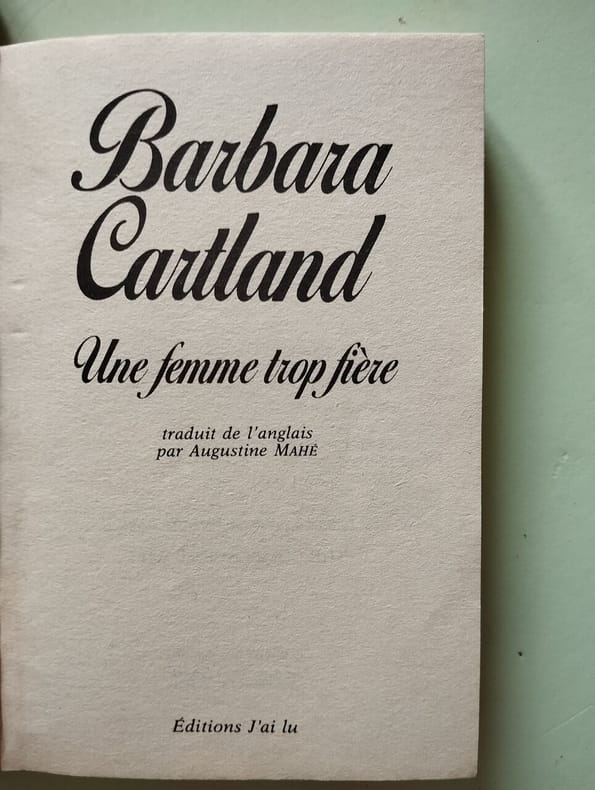 Barbara
Cartland
Une femme trop fière
traduit de l'anglais
par Augustine MAHÉ
Éditions J'ai lu